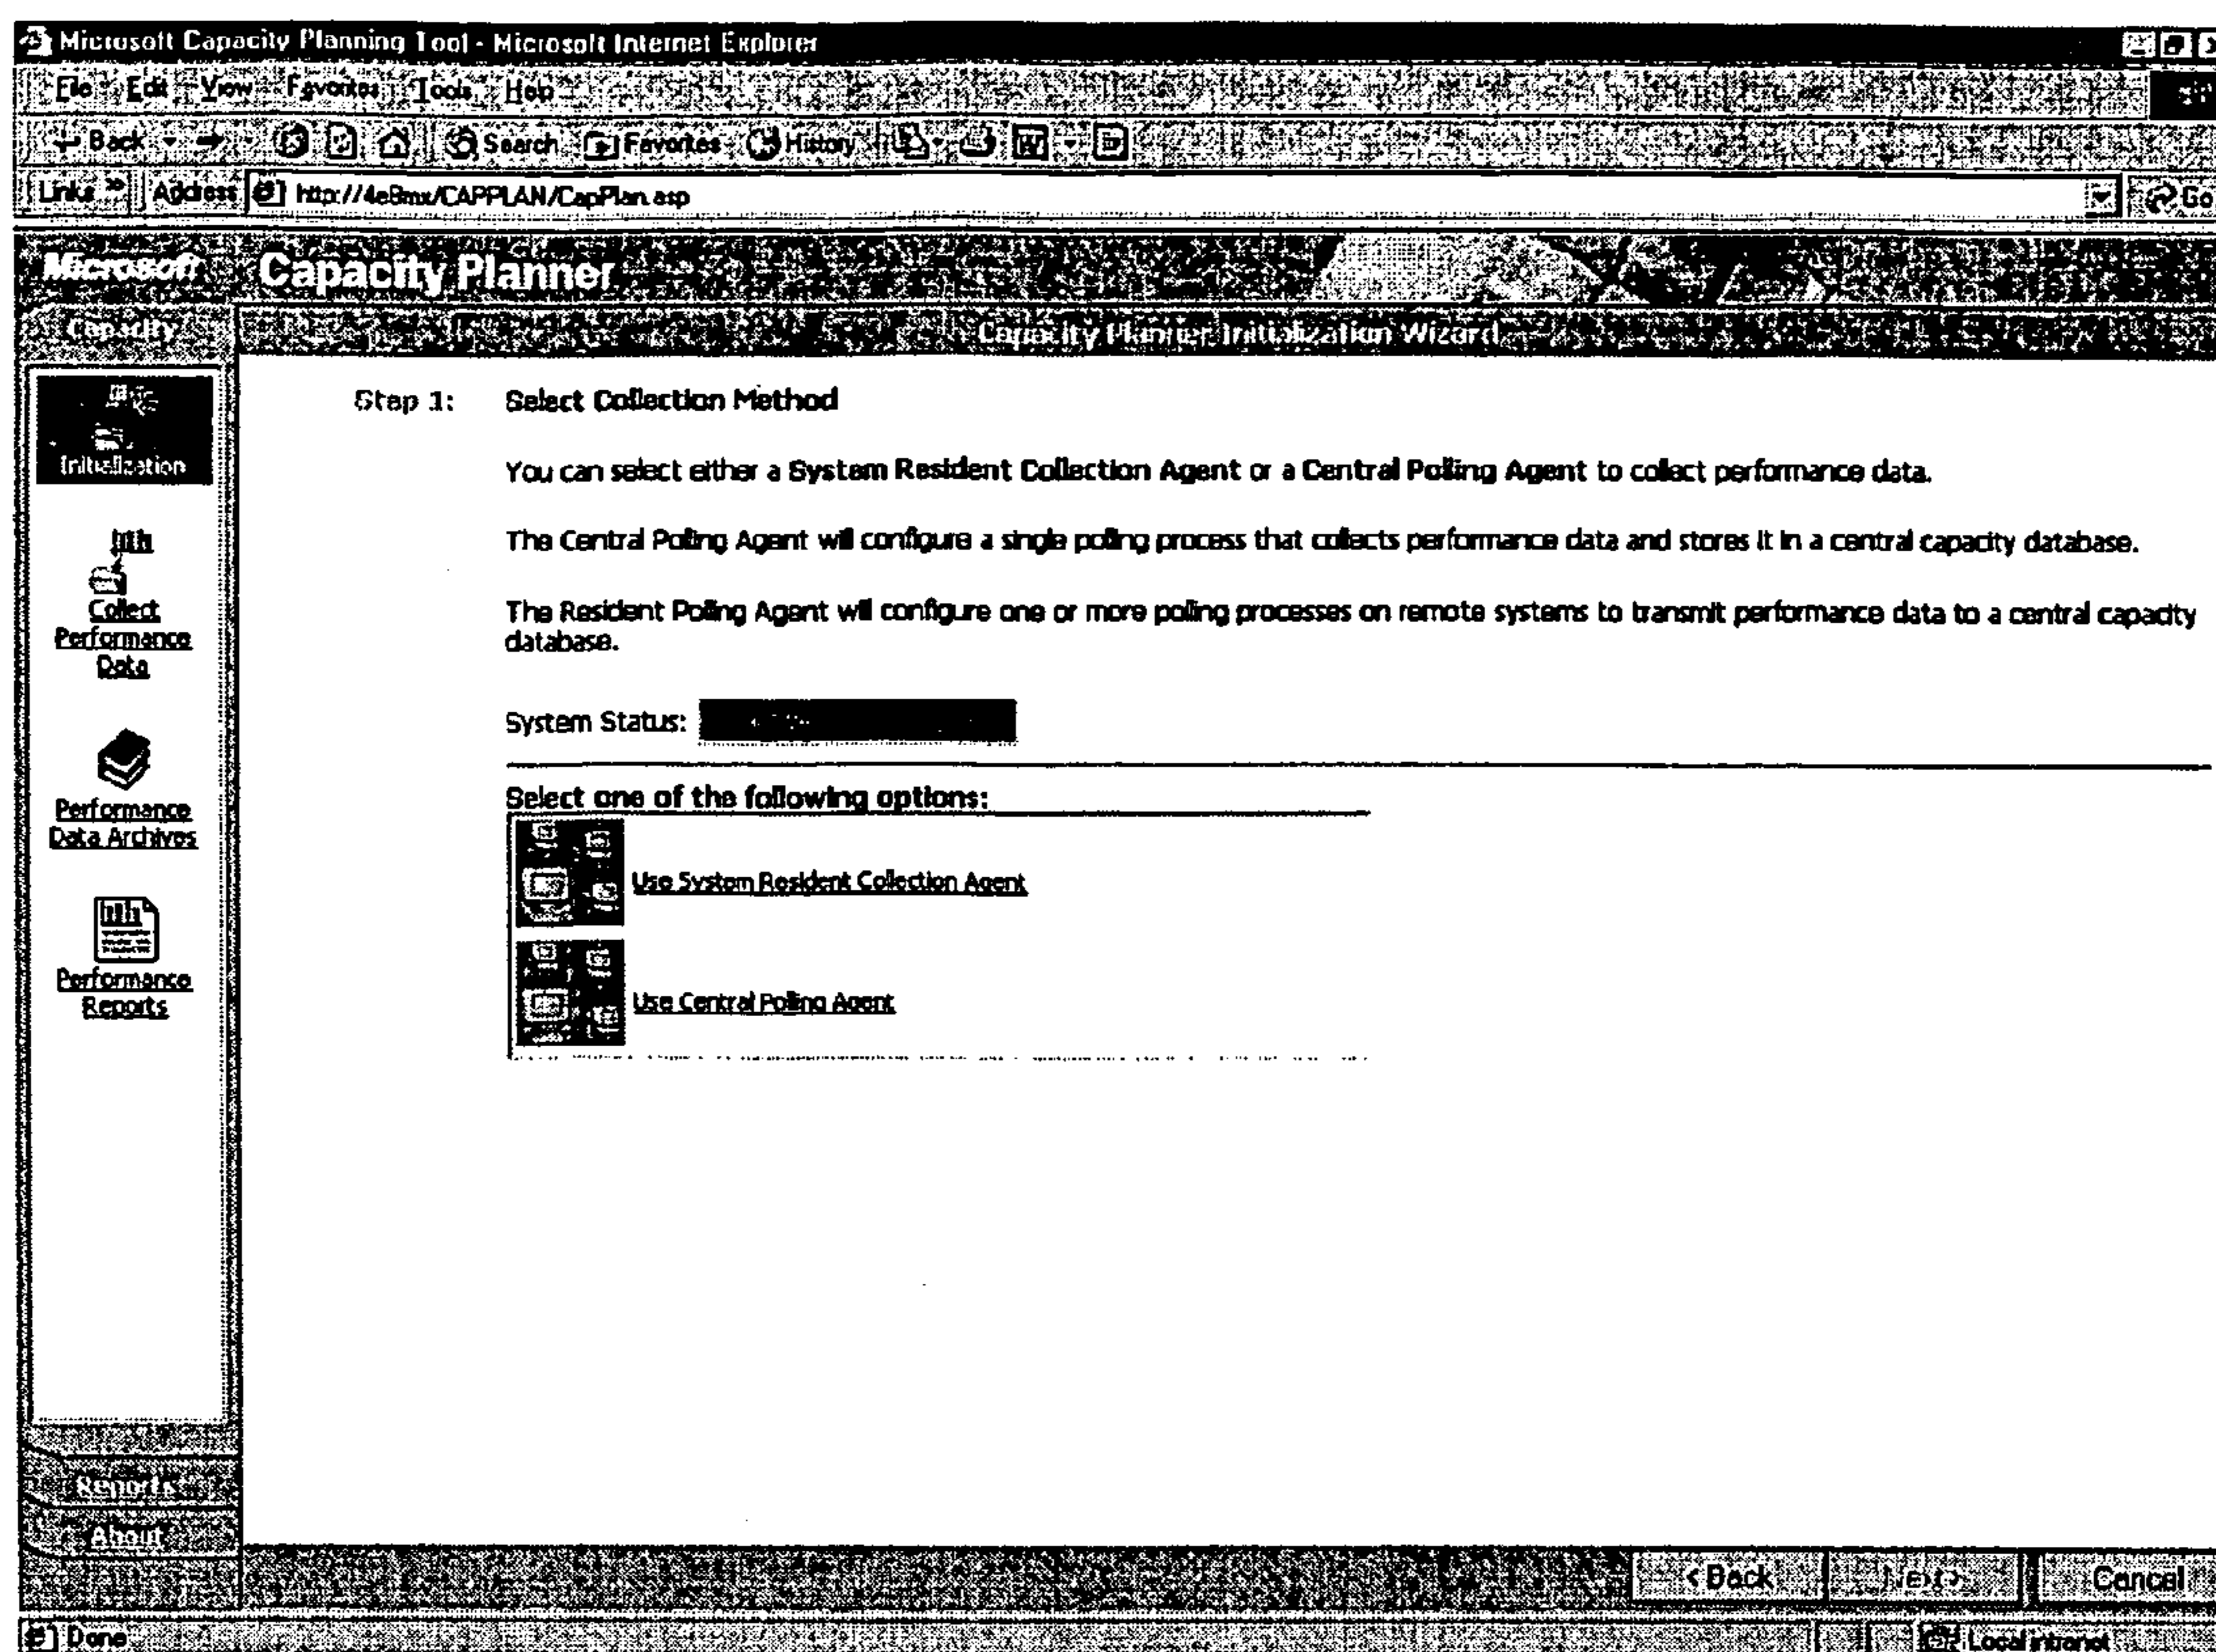 Microsoft Capacity Planning Tool - Microsoft Internet Explorer
File Edit View Favorites Tools Help
Back Search Favorites History
Links » Address http://4e8mx/CAPPLAN/CapPlan.asp Go
Microsoft Capacity Planner
Capacity
Capacity Planner Initialization Wizard
Initialization
Collect
Performance
Data
Performance
Data Archives
Performance
Reports
Reports
About
Step 1: Select Collection Method
You can select either a System Resident Collection Agent or a Central Polling Agent to collect performance data.
The Central Polling Agent will configure a single polling process that collects performance data and stores it in a central capacity database.
The Resident Polling Agent will configure one or more polling processes on remote systems to transmit performance data to a central capacity
database.
System Status:
Select one of the following options:
Use System Resident Collection Agent
Use Central Polling Agent
< Back Next > Cancel
Done Local intranet